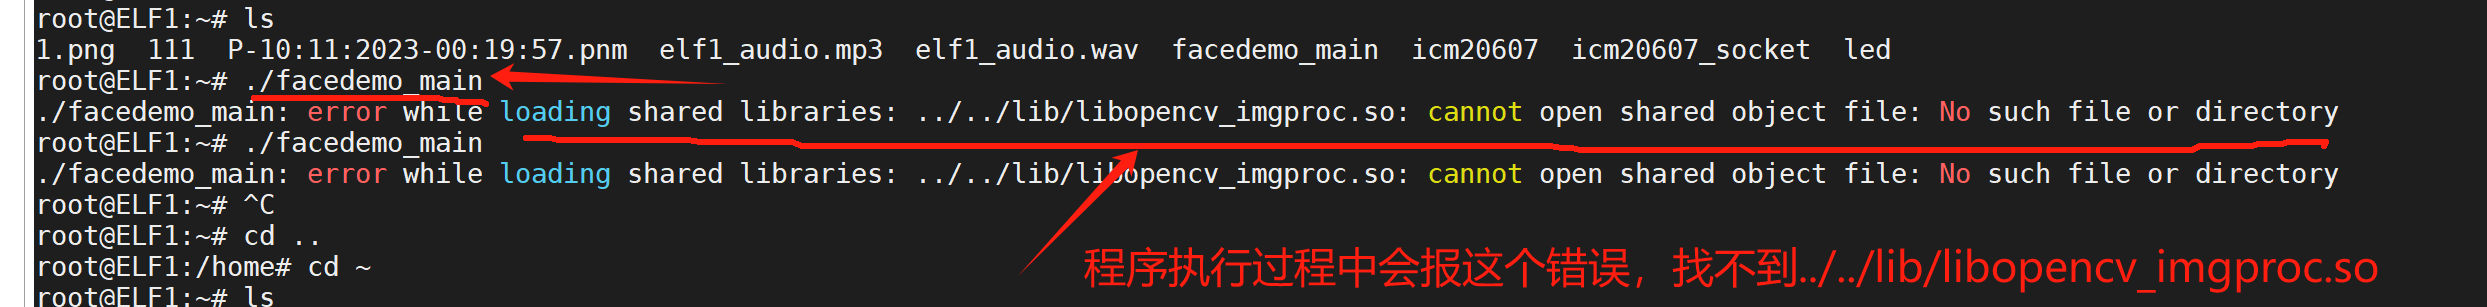 root@ELF1:~# ls
1.png  111  P-10:11:2023-00:19:57.pnm  elf1_audio.mp3  elf1_audio.wav  facedemo_main  icm20607  icm20607_socket  led
root@ELF1:~# ./facedemo_main
./facedemo_main: error while loading shared libraries: ../../lib/libopencv_imgproc.so: cannot open shared object file: No such file or directory
root@ELF1:~# ./facedemo_main
./facedemo_main: error while loading shared libraries: ../../lib/libopencv_imgproc.so: cannot open shared object file: No such file or directory
root@ELF1:~# ^C
root@ELF1:~# cd ..
root@ELF1:/home# cd ~
程序执行过程中会报这个错误，找不到../../lib/libopencv_imgproc.so
root@ELF1:~# ls